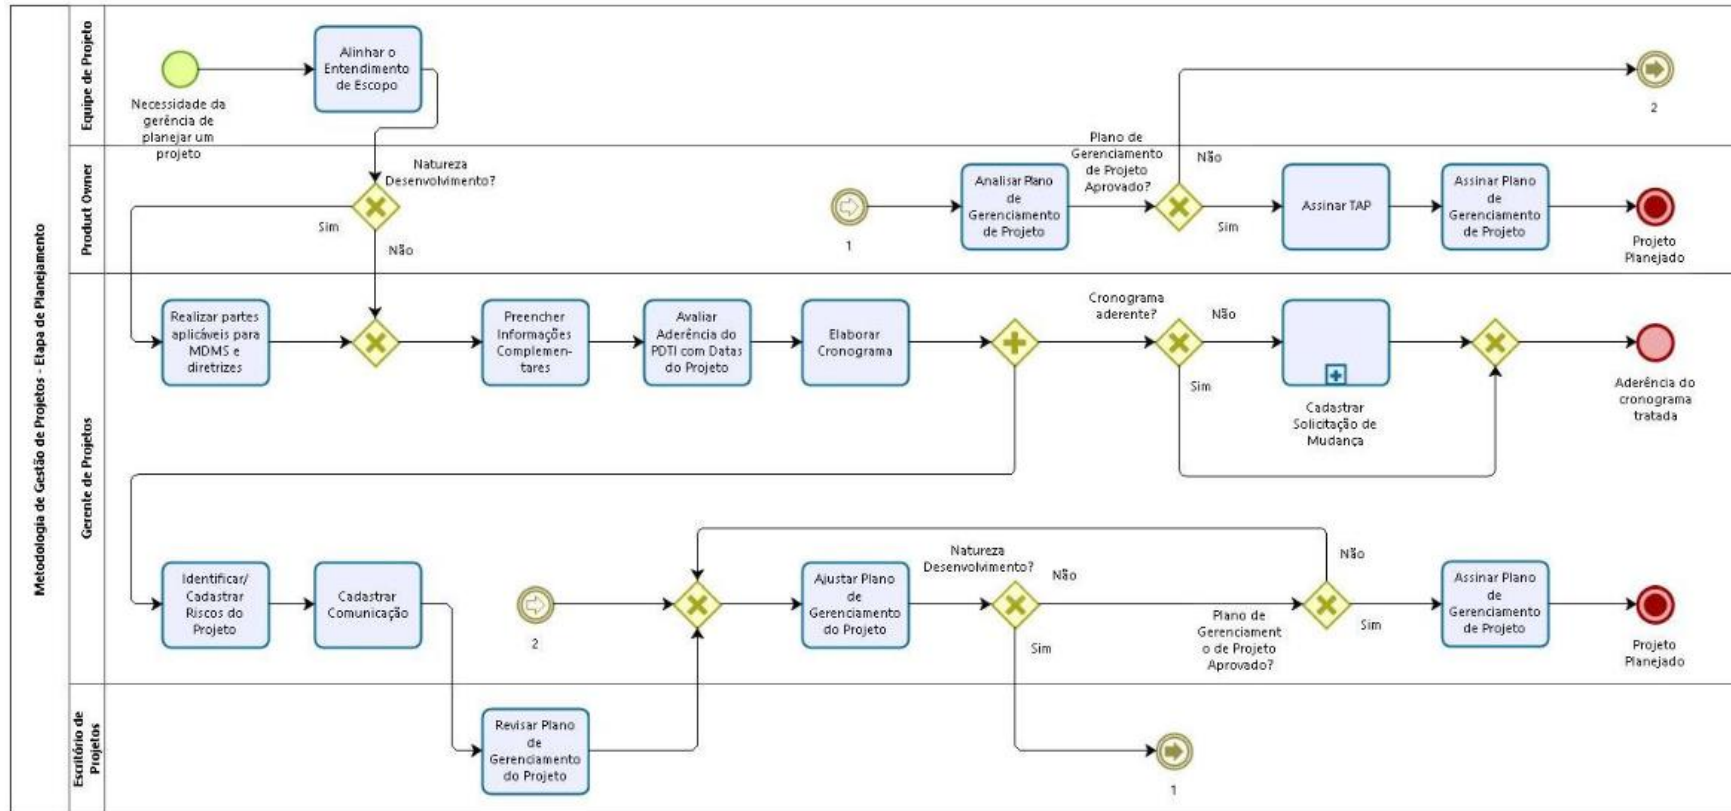 Metodologia de Gestão de Projetos - Etapa de Planejamento
Equipe de Projeto
Necessidade da
gerência de
planejar um
projeto
Alinhar o
Entendimento
de Escopo
2
Product Owner
Natureza
Desenvolvimento?
Sim
Não
1
Analisar Plano
de
Gerenciamento
de Projeto
Plano de
Gerenciamento
de Projeto
Aprovado?
Não
Sim
Assinar TAP
Assinar Plano
de
Gerenciamento
de Projeto
Projeto
Planejado
Gerente de Projetos
Realizar partes
aplicáveis para
MDMS e
diretrizes
Preencher
Informações
Complemen-
tares
Avaliar
Aderência do
PDTI com Datas
do Projeto
Elaborar
Cronograma
Cronograma
aderente?
Não
Sim
Cadastrar
Solicitação de
Mudança
Aderência do
cronograma
tratada
Identificar/
Cadastrar
Riscos do
Projeto
Cadastrar
Comunicação
2
Ajustar Plano
de
Gerenciamento
do Projeto
Natureza
Desenvolvimento?
Não
Sim
Plano de
Gerenciament
o de Projeto
Aprovado?
Não
Sim
Assinar Plano
de
Gerenciamento
de Projeto
Projeto
Planejado
Escritório de
Projetos
Revisar Plano
de
Gerenciamento
do Projeto
1